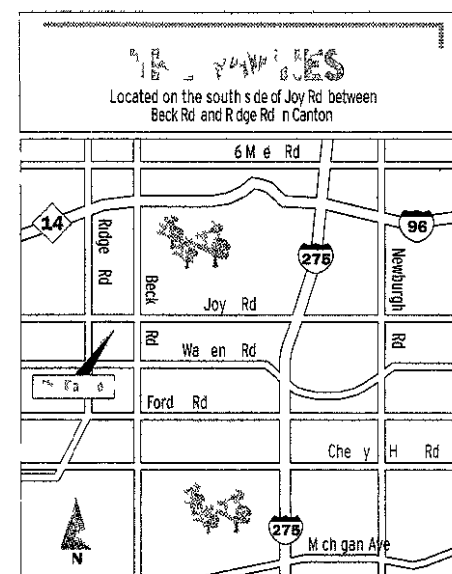 Located on the south s de of Joy Rd between
Beck Rd and R dge Rd n Canton
6 M e Rd
14
96
Ridge Rd
275
Newburgh Rd
Beck Rd
Joy Rd
Wa en Rd
Ford Rd
Che y H Rd
275
M ch gan Ave
N